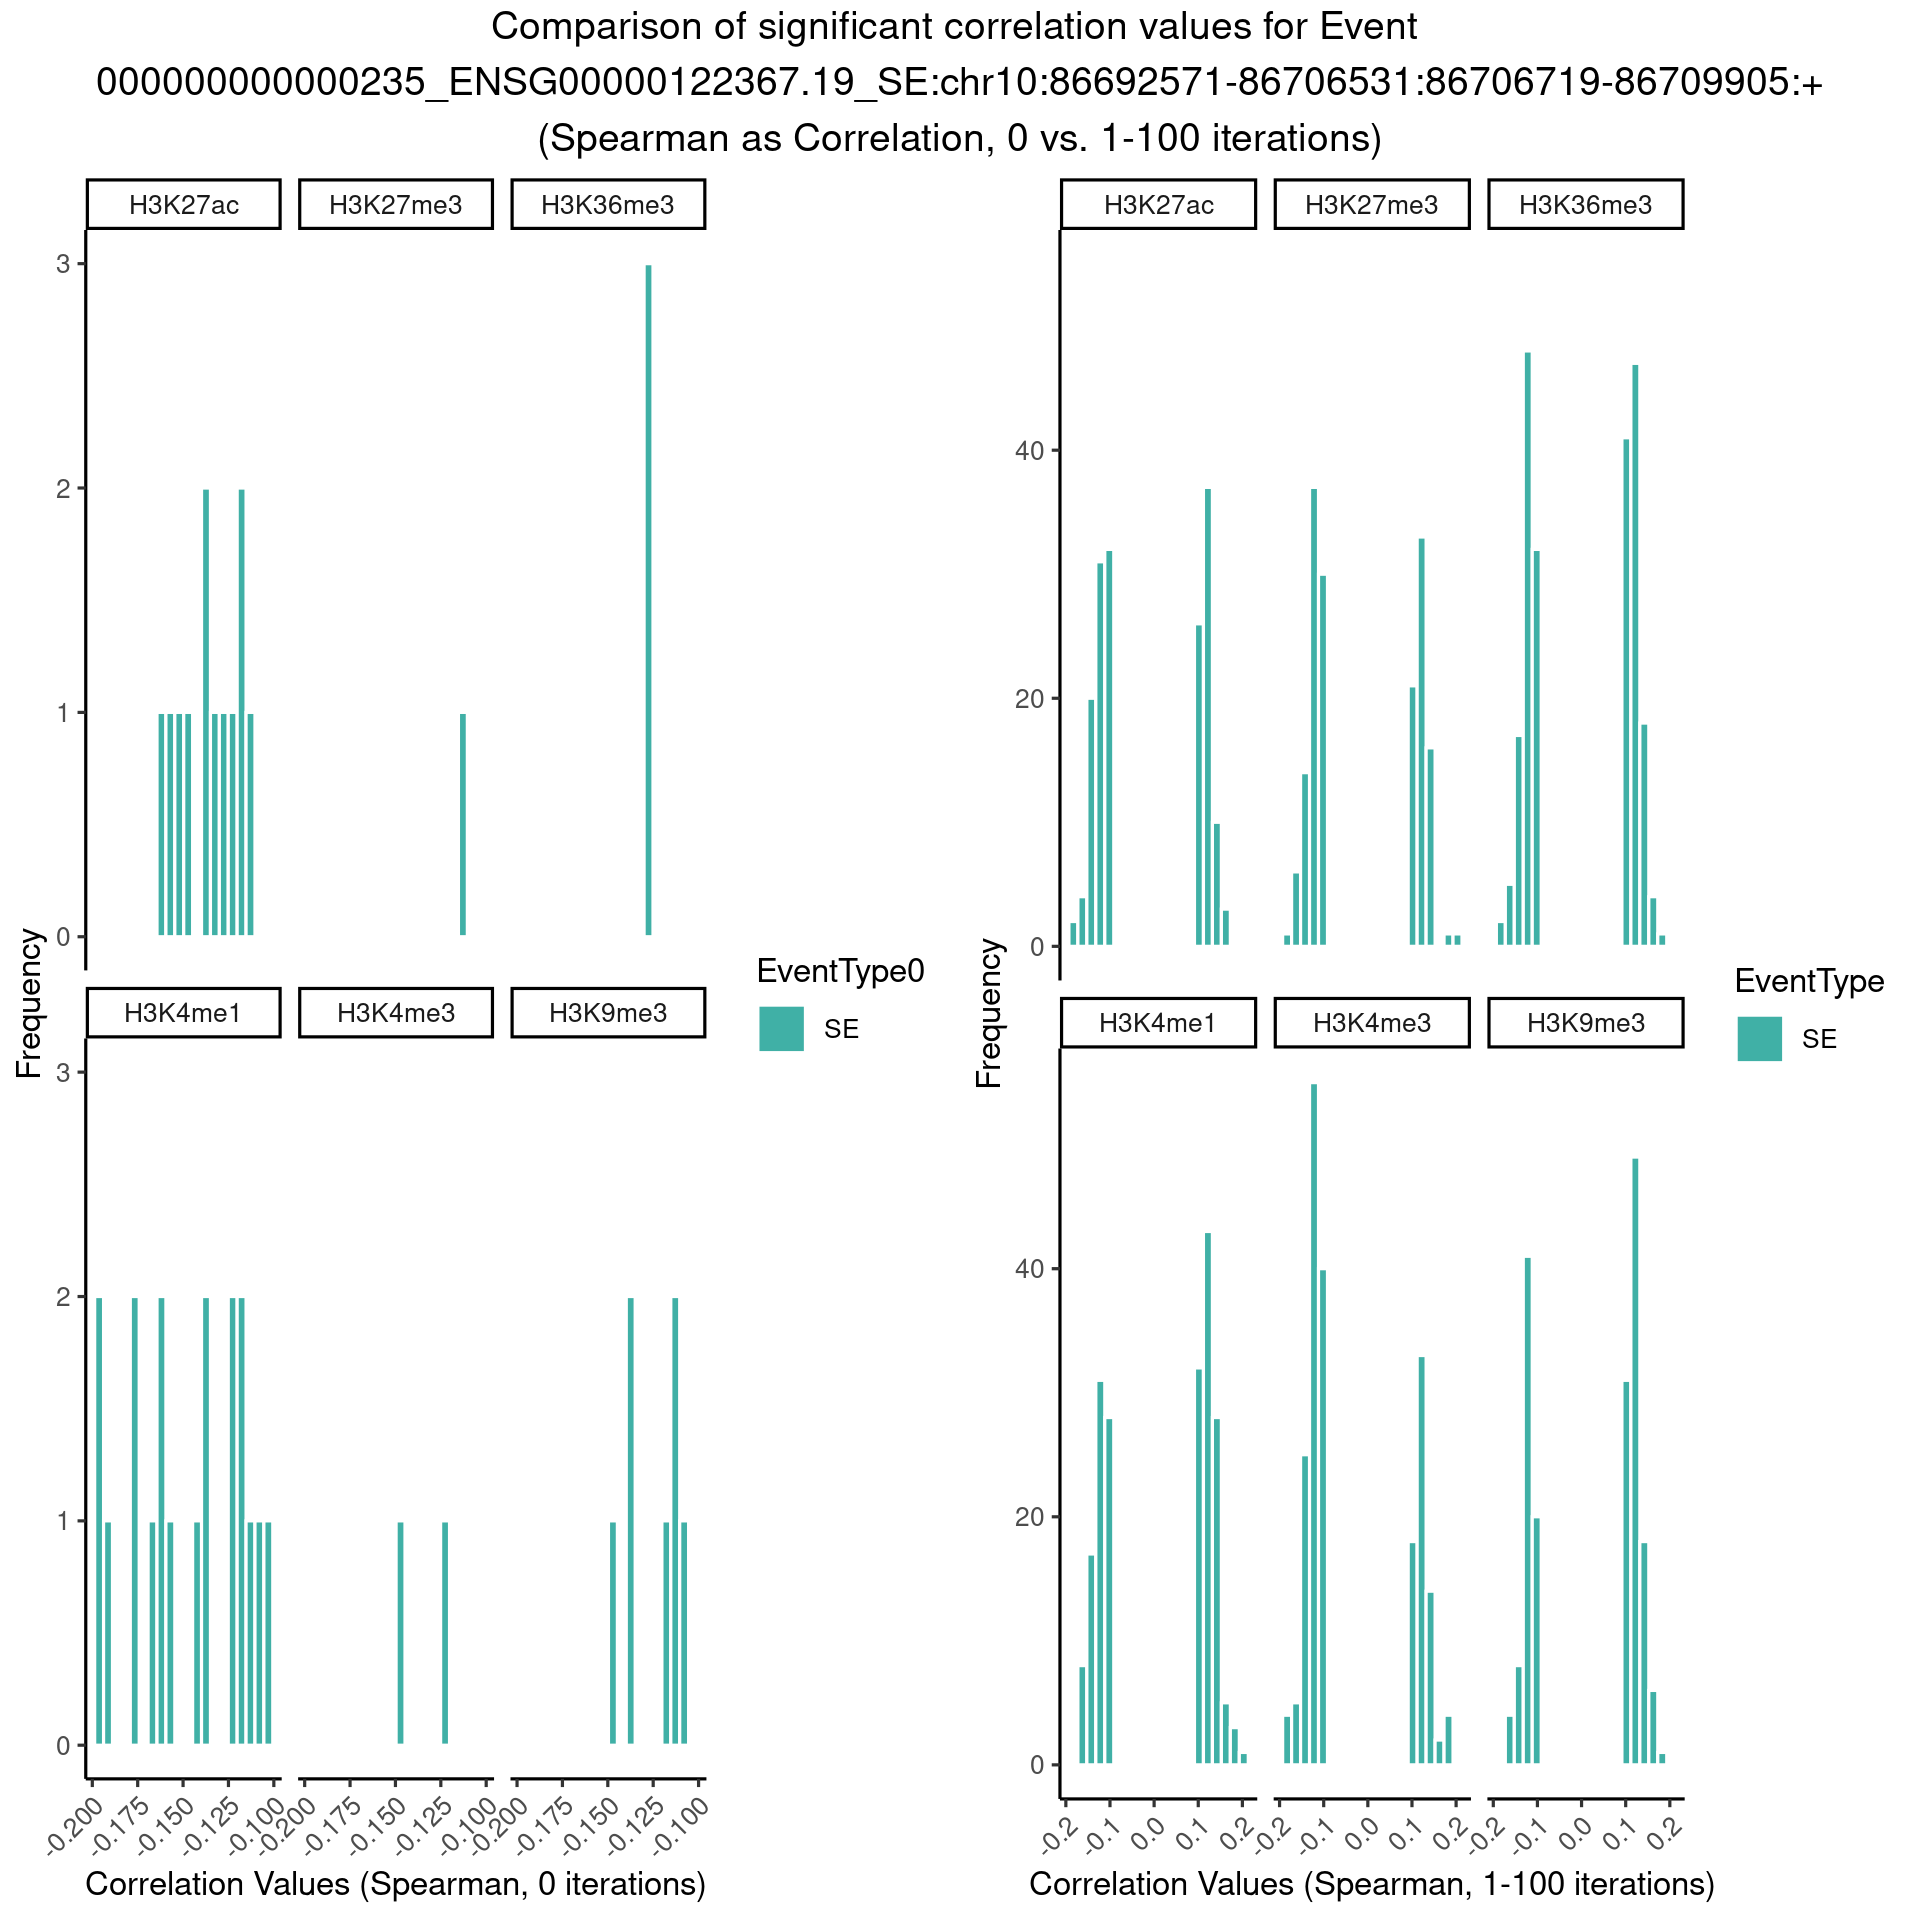 Comparison of significant correlation values for Event
000000000000235_ENSG00000122367.19_SE:chr10:86692571-86706531:86706719-86709905:+
(Spearman as Correlation, 0 vs. 1-100 iterations)
H3K27ac H3K27me3 H3K36me3
3
2
1
0
H3K4me1 H3K4me3 H3K9me3
3
2
1
0
Frequency
-0.200 -0.175 -0.150 -0.125 -0.100 -0.200 -0.175 -0.150 -0.125 -0.100 -0.200 -0.175 -0.150 -0.125 -0.100
Correlation Values (Spearman, 0 iterations)
EventType0
SE
H3K27ac H3K27me3 H3K36me3
40
20
0
H3K4me1 H3K4me3 H3K9me3
40
20
0
Frequency
-0.2 -0.1 0.0 0.1 0.2 -0.2 -0.1 0.0 0.1 0.2 -0.2 -0.1 0.0 0.1 0.2
Correlation Values (Spearman, 1-100 iterations)
EventType
SE